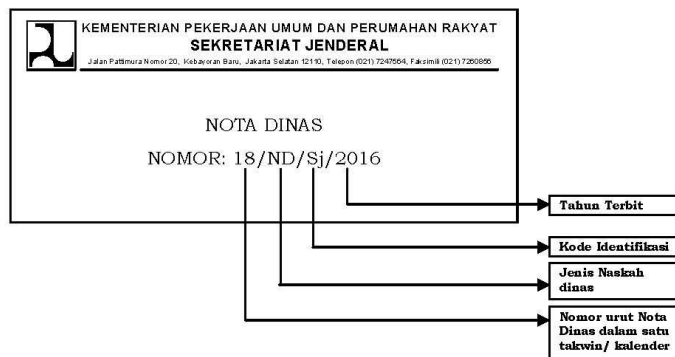 KEMENTERIAN PEKERJAAN UMUM DAN PERUMAHAN RAKYAT
SEKRETARIAT JENDERAL
Jalan Pattimura Nomor 20, Kebayoran Baru, Jakarta Selatan 12110, Telepon (021) 7247564, Faksimili (021) 7260856
NOTA DINAS
NOMOR: 18/ND/Sj/2016
Tahun Terbit
Kode Identifikasi
Jenis Naskah
dinas
Nomor urut Nota
Dinas dalam satu
takwin/ kalender